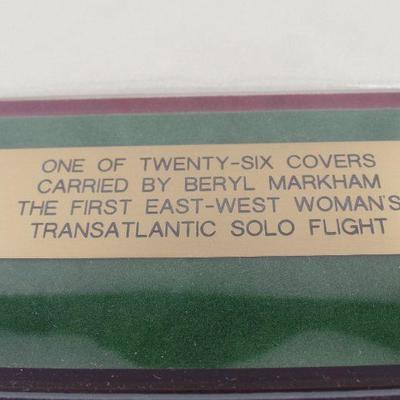 ONE OF TWENTY-SIX COVERS
CARRIED BY BERYL MARKHAM
THE FIRST EAST-WEST WOMAN'S
TRANSATLANTIC SOLO FLIGHT